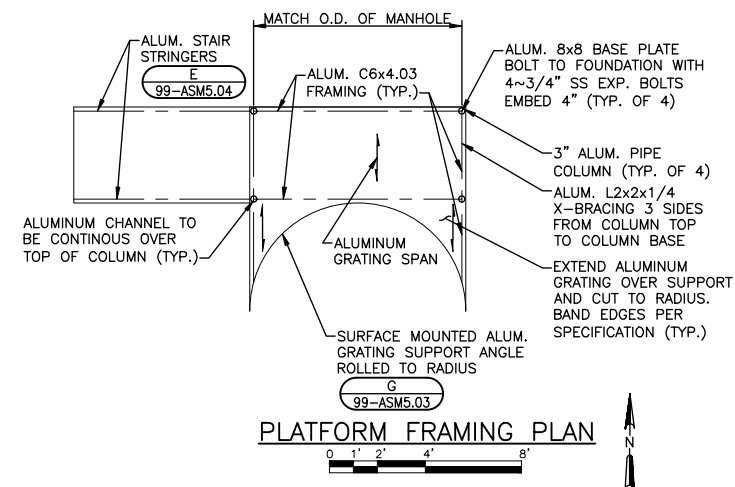 MATCH O.D. OF MANHOLE
ALUM. STAIR
STRINGERS
E
99-ASM5.04
ALUM. C6x4.03
FRAMING (TYP.)
ALUM. 8x8 BASE PLATE
BOLT TO FOUNDATION WITH
4~3/4" SS EXP. BOLTS
EMBED 4" (TYP. OF 4)
3" ALUM. PIPE
COLUMN (TYP. OF 4)
ALUM. L2x2x1/4
X-BRACING 3 SIDES
FROM COLUMN TOP
TO COLUMN BASE
ALUMINUM CHANNEL TO
BE CONTINOUS OVER
TOP OF COLUMN (TYP.)
ALUMINUM
GRATING SPAN
EXTEND ALUMINUM
GRATING OVER SUPPORT
AND CUT TO RADIUS.
BAND EDGES PER
SPECIFICATION (TYP.)
SURFACE MOUNTED ALUM.
GRATING SUPPORT ANGLE
ROLLED TO RADIUS
G
99-ASM5.03
PLATFORM FRAMING PLAN
0 1' 2' 4' 8'
N